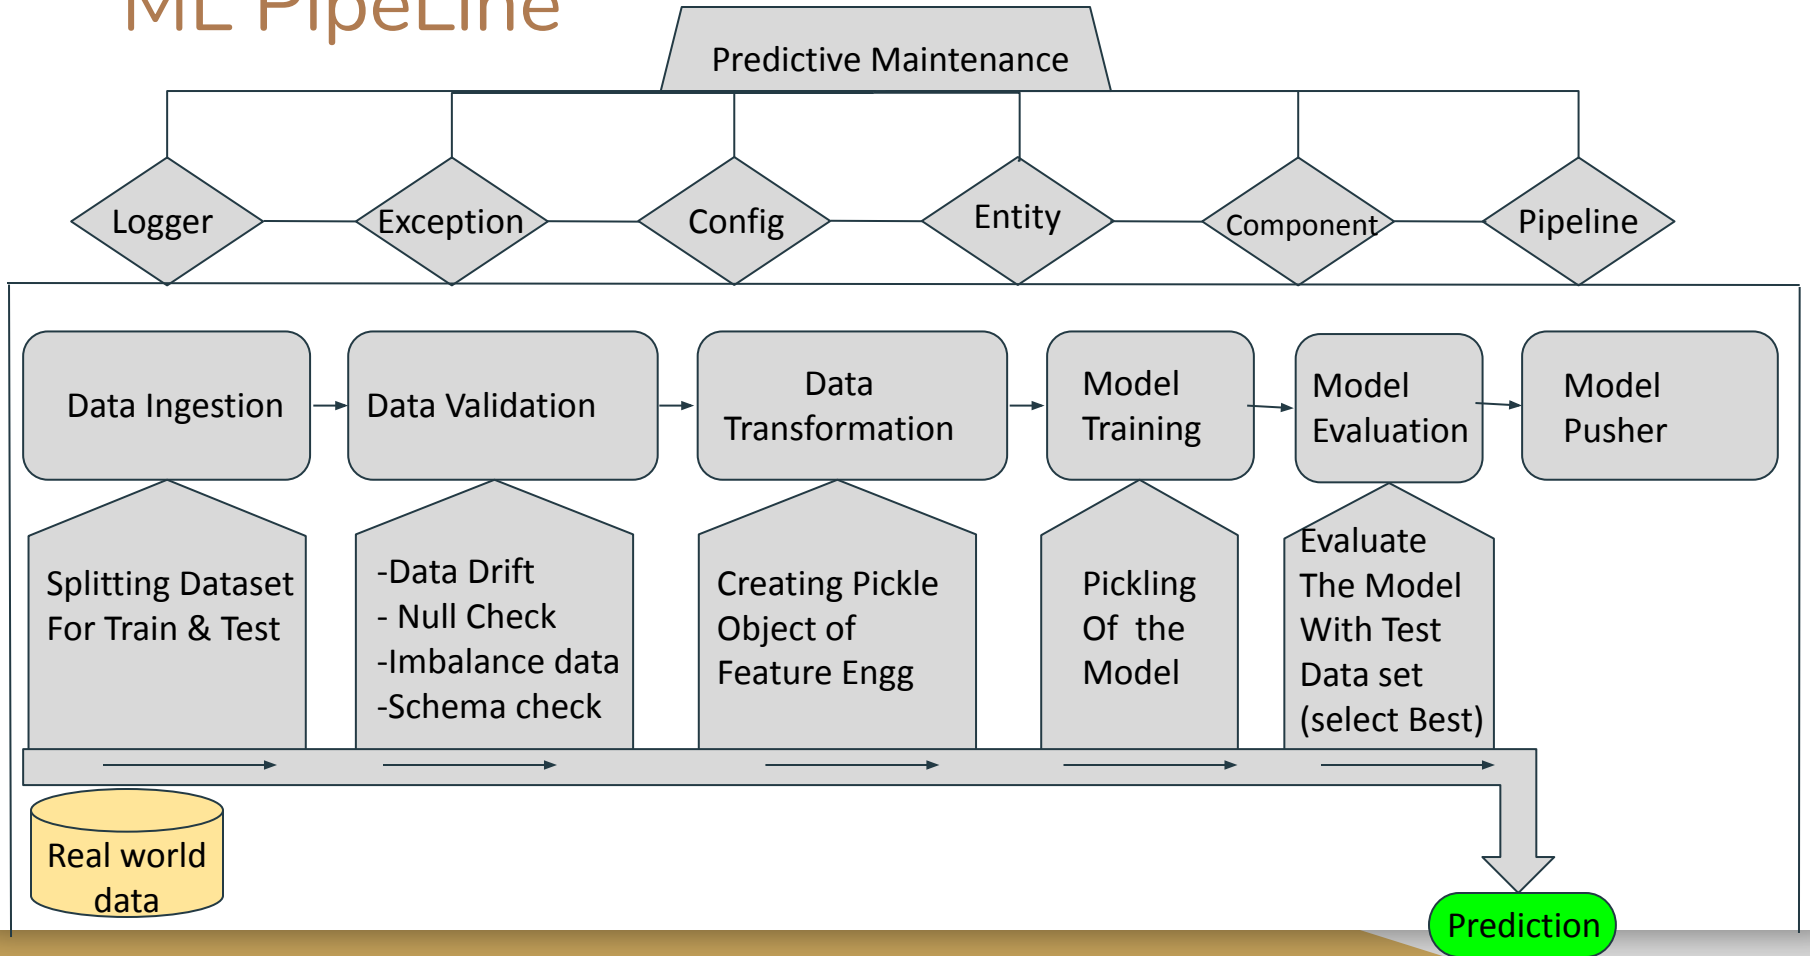 ML PipeLine
Predictive Maintenance
Logger
Exception
Config
Entity
Component
Pipeline
Data Ingestion
Data Validation
Data
Transformation
Model
Training
Model
Evaluation
Model
Pusher
Splitting Dataset
For Train & Test
-Data Drift
- Null Check
-Imbalance data
-Schema check
Creating Pickle
Object of
Feature Engg
Pickling
Of the
Model
Evaluate
The Model
With Test
Data set
(select Best)
Real world
data
Prediction